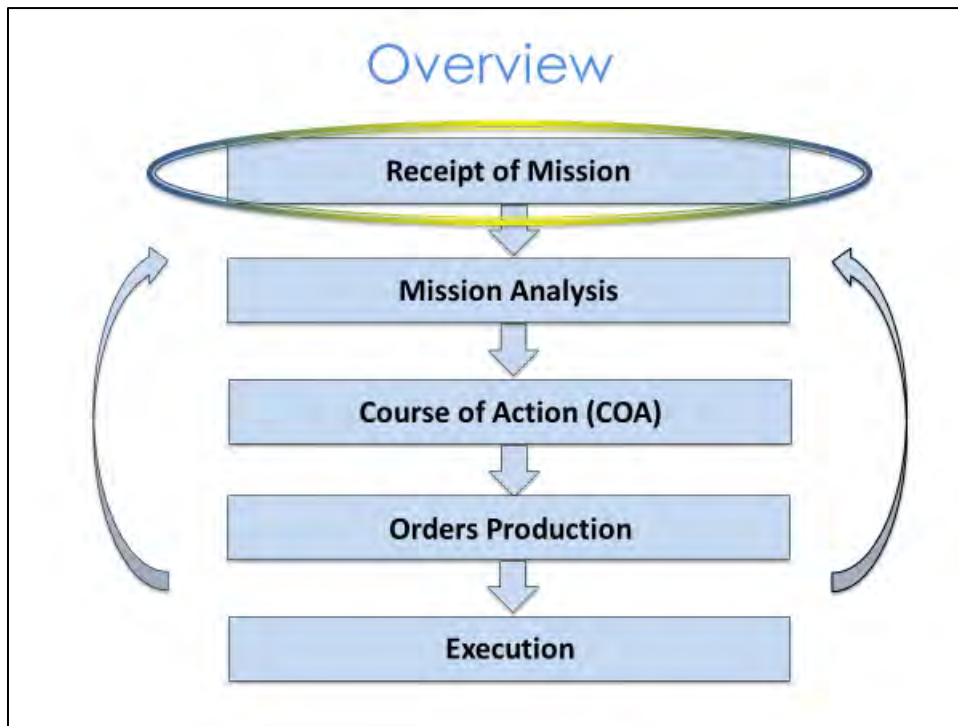 Overview
Receipt of Mission
Mission Analysis
Course of Action (COA)
Orders Production
Execution